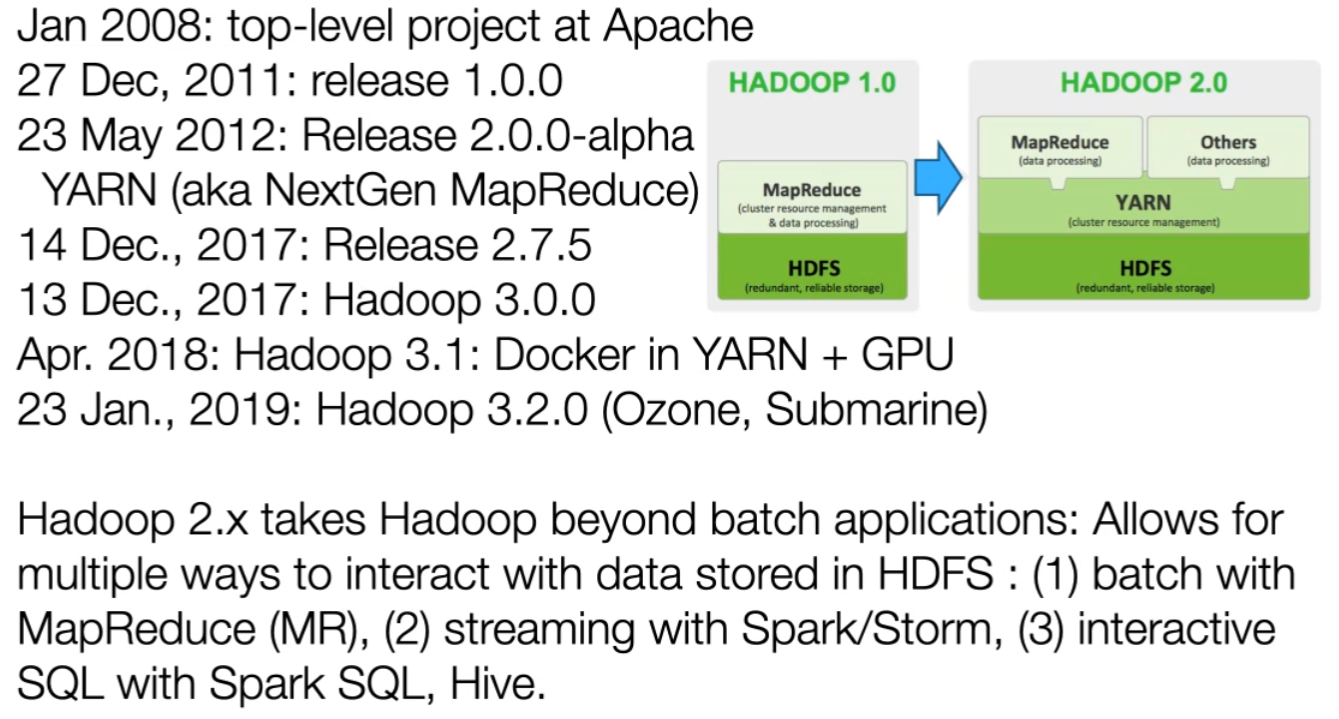 Jan 2008: top-level project at Apache
27 Dec, 2011: release 1.0.0
23 May 2012: Release 2.0.0-alpha
YARN (aka NextGen MapReduce)
14 Dec., 2017: Release 2.7.5
13 Dec., 2017: Hadoop 3.0.0
Apr. 2018: Hadoop 3.1: Docker in YARN + GPU
23 Jan., 2019: Hadoop 3.2.0 (Ozone, Submarine)
HADOOP 1.0
MapReduce
(cluster resource management
& data processing)
HDFS
(redundant, reliable storage)
HADOOP 2.0
MapReduce
(data processing)
Others
(data processing)
YARN
(cluster resource management)
HDFS
(redundant, reliable storage)
Hadoop 2.x takes Hadoop beyond batch applications: Allows for
multiple ways to interact with data stored in HDFS : (1) batch with
MapReduce (MR), (2) streaming with Spark/Storm, (3) interactive
SQL with Spark SQL, Hive.